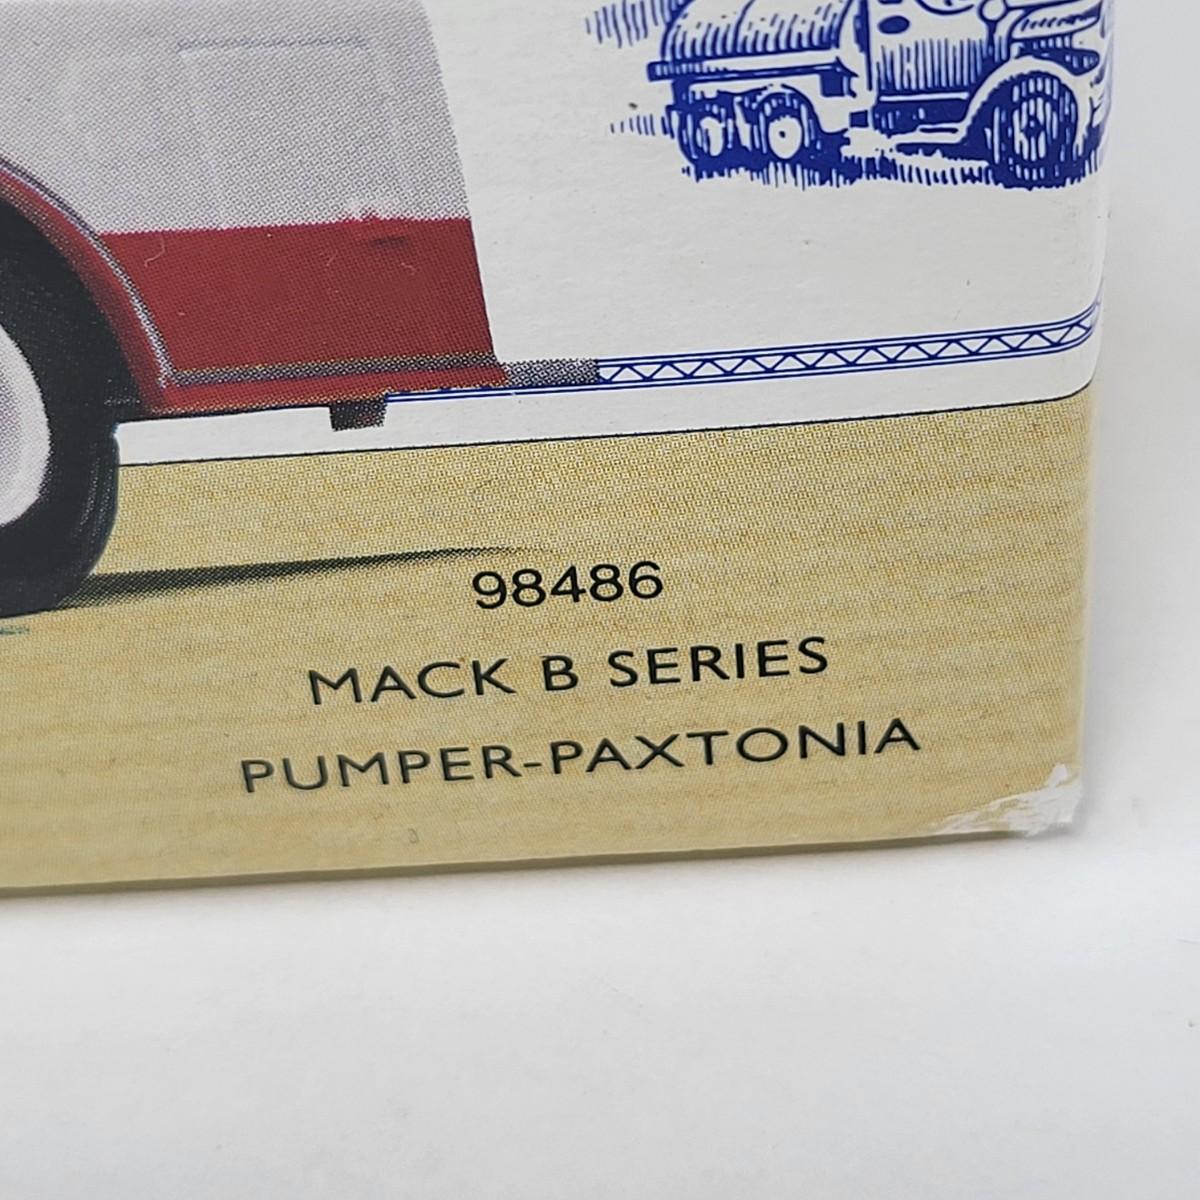 98486
MACK B SERIES
PUMPER-PAXTONIA